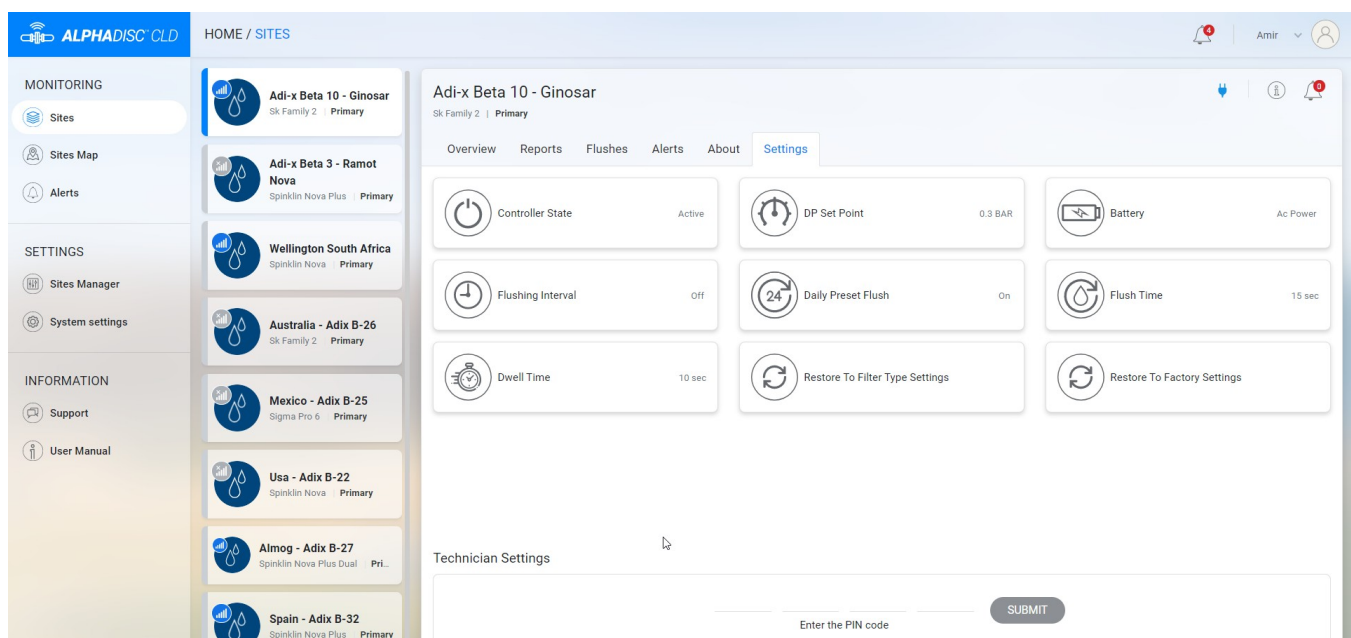 ALPHADISC CLD
HOME / SITES
4
Amir
MONITORING
Sites
Sites Map
Alerts
SETTINGS
Sites Manager
System settings
INFORMATION
Support
User Manual
Adi-x Beta 10 - Ginosar
Sk Family 2 | Primary
Adi-x Beta 3 - Ramot
Nova
Spinklin Nova Plus | Primary
Wellington South Africa
Spinklin Nova | Primary
Australia - Adix B-26
Sk Family 2 Primary
Mexico - Adix B-25
Sigma Pro 6 Primary
Usa - Adix B-22
Spinklin Nova Primary
Almog - Adix B-27
Spinklin Nova Plus Dual | Pri...
Spain - Adix B-32
Spinklin Nova Plus Primary
Adi-x Beta 10 - Ginosar
Sk Family 2 | Primary
0
Overview Reports Flushes Alerts About Settings
Controller State Active
DP Set Point 0.3 BAR
Battery Ac Power
Flushing Interval Off
24 Daily Preset Flush On
Flush Time 15 sec
Dwell Time 10 sec
Restore To Filter Type Settings
Restore To Factory Settings
Technician Settings
SUBMIT
Enter the PIN code